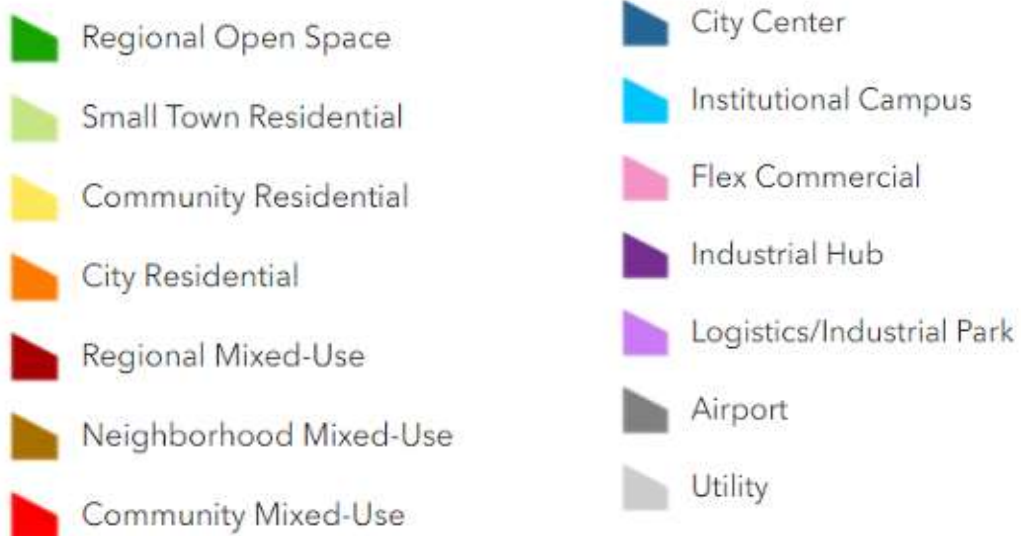 Regional Open Space
Small Town Residential
Community Residential
City Residential
Regional Mixed-Use
Neighborhood Mixed-Use
Community Mixed-Use
City Center
Institutional Campus
Flex Commercial
Industrial Hub
Logistics/Industrial Park
Airport
Utility